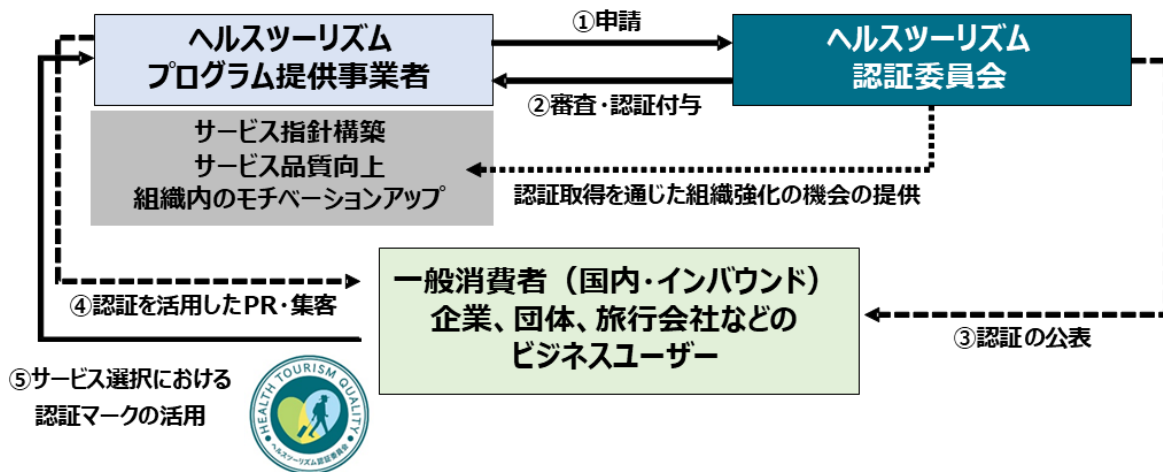 ヘルスツーリズム
プログラム提供事業者
①申請
ヘルスツーリズム
認証委員会
②審査・認証付与
サービス指針構築
サービス品質向上
組織内のモチベーションアップ
認証取得を通じた組織強化の機会の提供
一般消費者（国内・インバウンド）
企業、団体、旅行会社などの
ビジネスユーザー
④認証を活用したPR・集客
③認証の公表
⑤サービス選択における
認証マークの活用
HEALTH TOURISM QUALITY
ヘルスツーリズム認証委員会